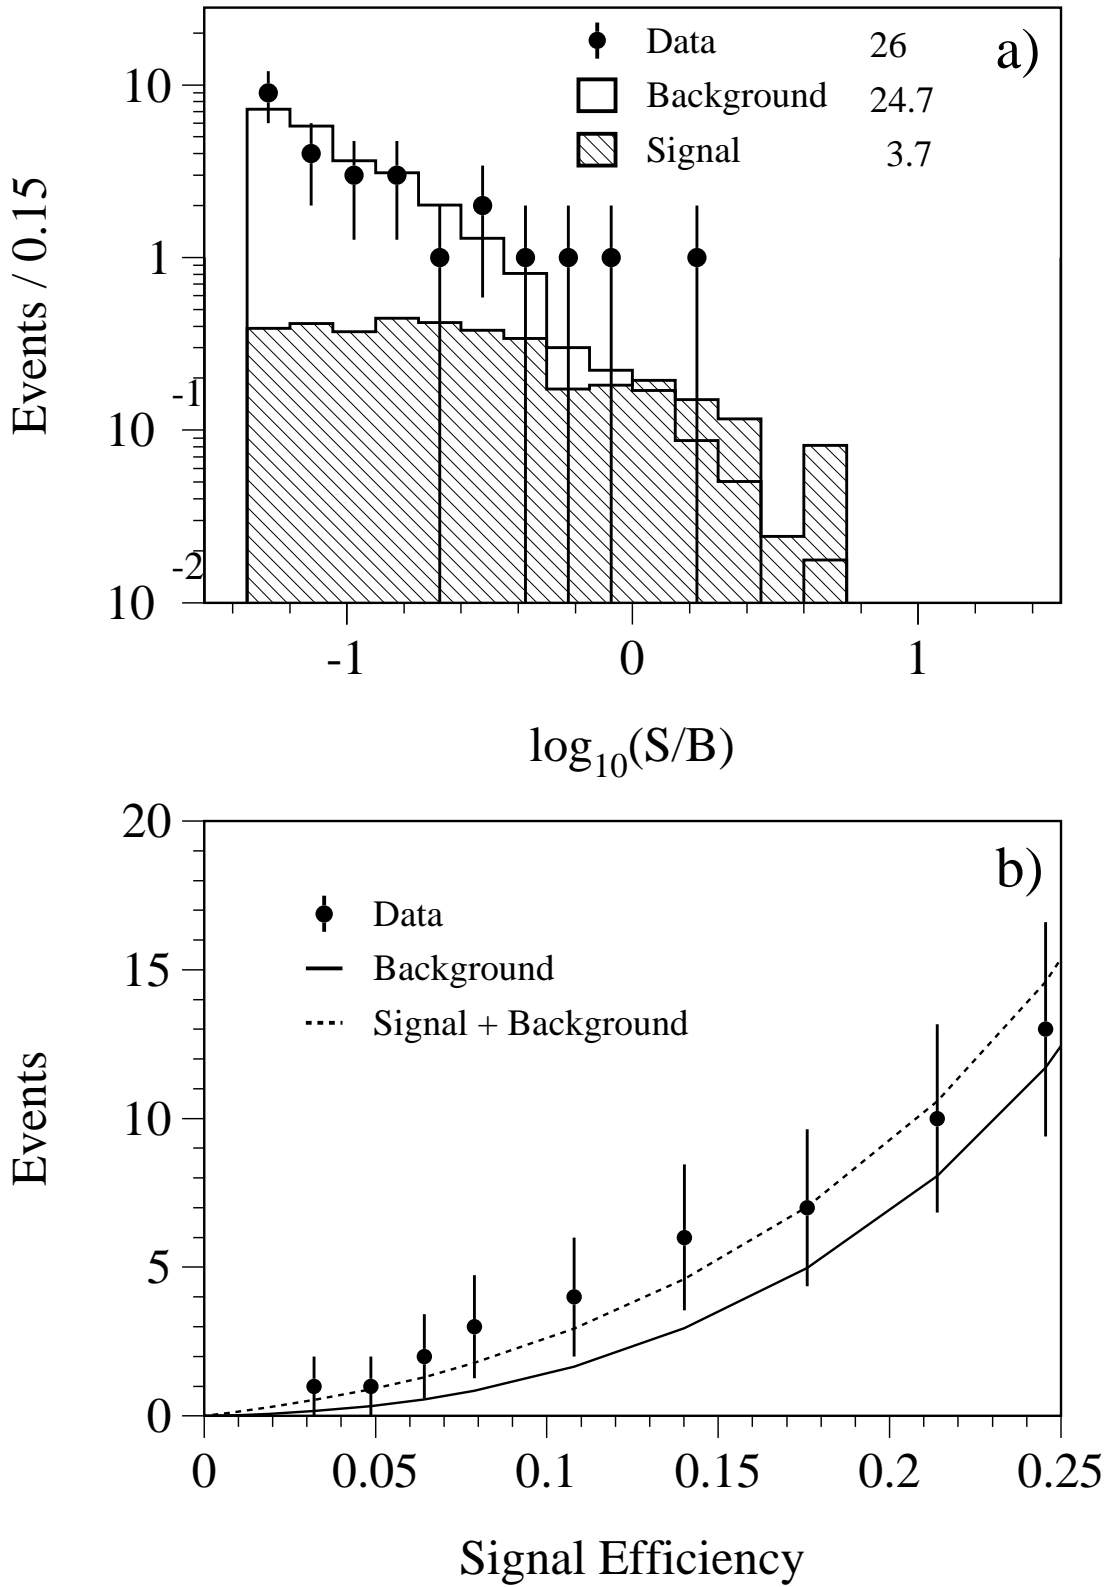 Data 26 a)
Background 24.7
Signal 3.7
Events / 0.15
10
1
10 -1
10 -2
-1 0 1
log10(S/B)
20
15
10
5
0
b)
Data
Background
Signal + Background
Events
0 0.05 0.1 0.15 0.2 0.25
Signal Efficiency